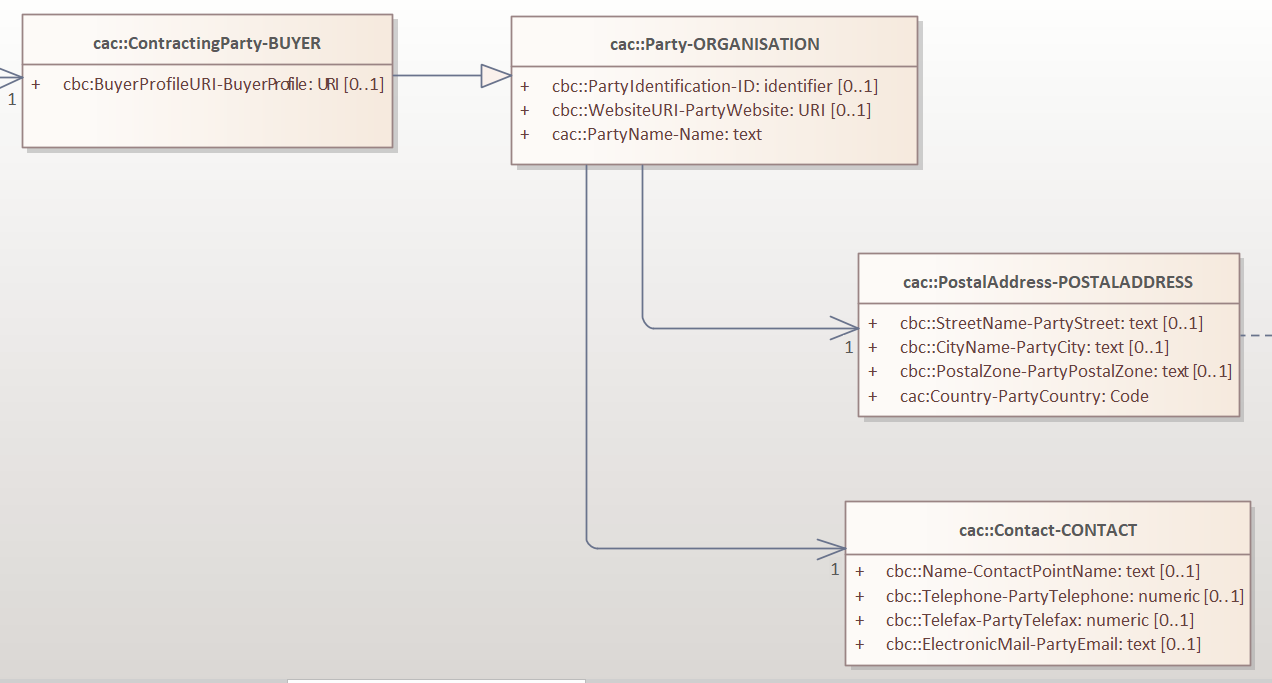 cac::ContractingParty-BUYER
+ cbc:BuyerProfileURI-BuyerProfile: URI [0..1]
1
cac::Party-ORGANISATION
+ cbc::PartyIdentification-ID: identifier [0..1]
+ cbc::WebsiteURI-PartyWebsite: URI [0..1]
+ cac::PartyName-Name: text
cac::PostalAddress-POSTALADDRESS
+ cbc::StreetName-PartyStreet: text [0..1]
1
+ cbc::CityName-PartyCity: text [0..1]
+ cbc::PostalZone-PartyPostalZone: text [0..1]
+ cac:Country-PartyCountry: Code
cac::Contact-CONTACT
1
+ cbc::Name-ContactPointName: text [0..1]
+ cbc::Telephone-PartyTelephone: numeric [0..1]
+ cbc::Telefax-PartyTelefax: numeric [0..1]
+ cbc::ElectronicMail-PartyEmail: text [0..1]